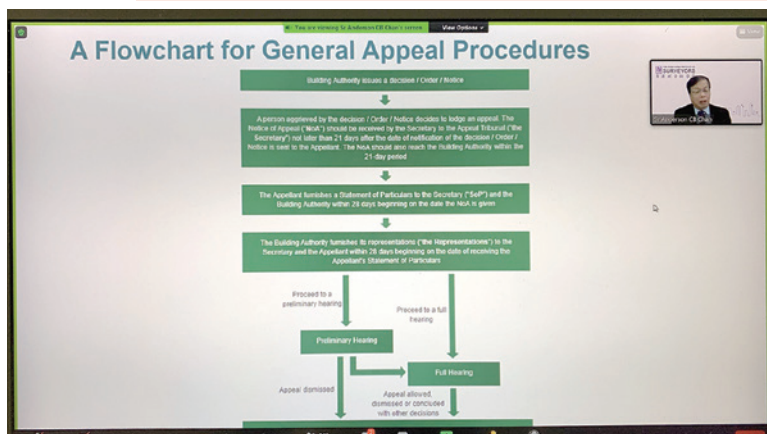 You are viewing Dr Anderson CB Chan's screen
View Options
View
A Flowchart for General Appeal Procedures
SURVEYORS
Dr Anderson CB Chan
Building Authority issues a decision / Order / Notice
A person aggrieved by the decision / Order / Notice decides to lodge an appeal. The
Notice of Appeal ("NoA") should be received by the Secretary to the Appeal Tribunal ("the
Secretary") not later than 21 days after the date of notification of the decision / Order /
Notice is sent to the Appellant. The NoA should also reach the Building Authority within the
21-day period
The Appellant furnishes a Statement of Particulars to the Secretary ("SoP") and the
Building Authority within 28 days beginning on the date the NoA is given
The Building Authority furnishes its representations ("the Representations") to the
Secretary and the Appellant within 28 days beginning on the date of receiving the
Appellant's Statement of Particulars
Proceed to a
preliminary hearing
Proceed to a full
hearing
Preliminary Hearing
Full Hearing
Appeal dismissed
Appeal allowed,
dismissed or concluded
with other decisions